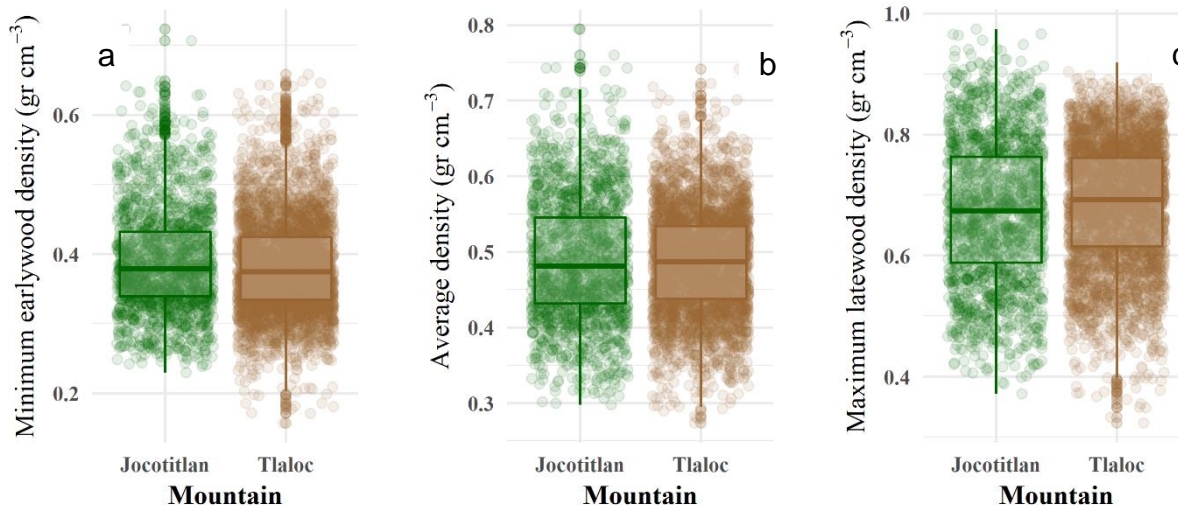 a
Minimum earlywood density (gr cm⁻³)
0.6
0.4
0.2
Jocotitlan Tlaloc
Mountain
b
Average density (gr cm⁻³)
0.8
0.7
0.6
0.5
0.4
0.3
Jocotitlan Tlaloc
Mountain
Maximum latewood density (gr cm⁻³)
1.0
0.8
0.6
0.4
Jocotitlan Tlaloc
Mountain